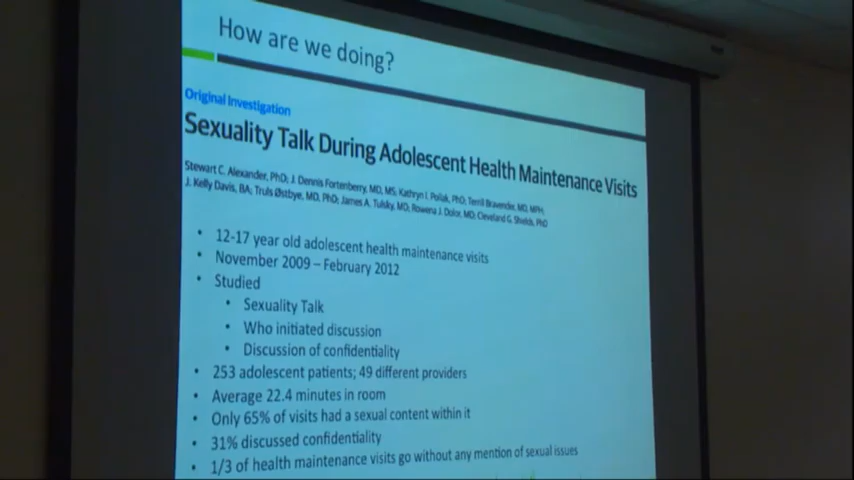 How are we doing?
Original Investigation
Sexuality Talk During Adolescent Health Maintenance Visits
Stewart C. Alexander, PhD; J. Dennis Fortenberry, MD, MS; Kathryn I. Pollak, PhD; Terrill Bravender, MD, MPH;
J. Kelly Davis, BA; Truls Østbye, MD, PhD; James A. Tulsky, MD; Rowena J. Dolor, MD; Cleveland G. Shields, PhD
• 12-17 year old adolescent health maintenance visits
• November 2009 – February 2012
• Studied
• Sexuality Talk
• Who initiated discussion
• Discussion of confidentiality
• 253 adolescent patients; 49 different providers
• Average 22.4 minutes in room
• Only 65% of visits had a sexual content within it
• 31% discussed confidentiality
• 1/3 of health maintenance visits go without any mention of sexual issues